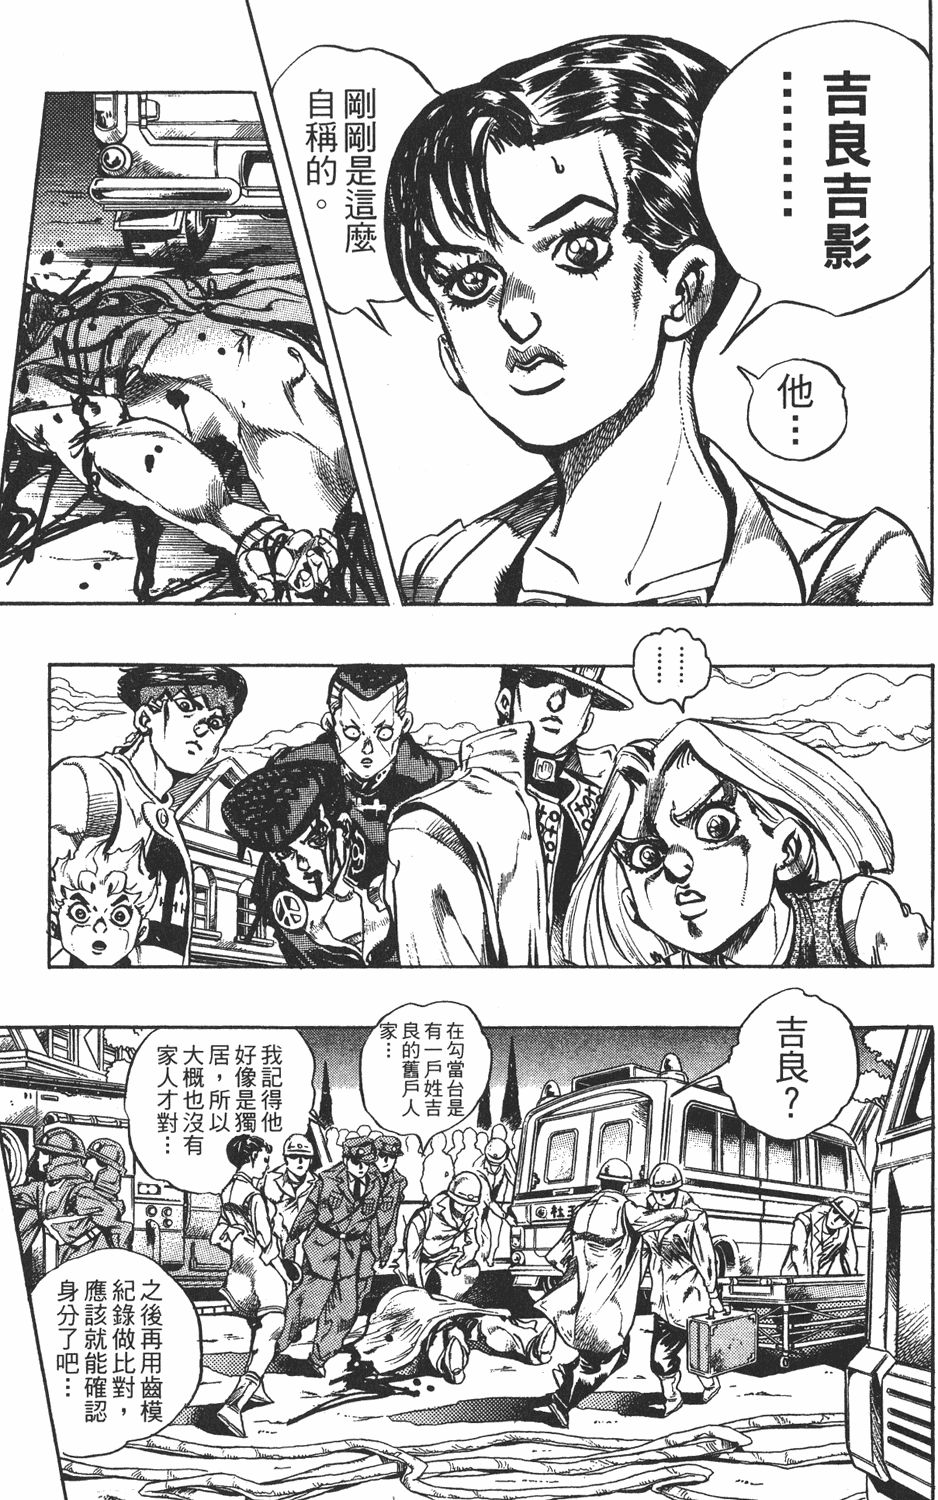 吉良吉影
………
他…
剛剛是這麼
自稱的。
……
吉良？
在勾當台是
有一戶姓吉
良的舊戶人
家…
我記得他
好像是獨
居，所以
大概也沒有
家人才對…
杜王
之後再用齒模
紀錄做比對，
應該就能確認
身分了吧…